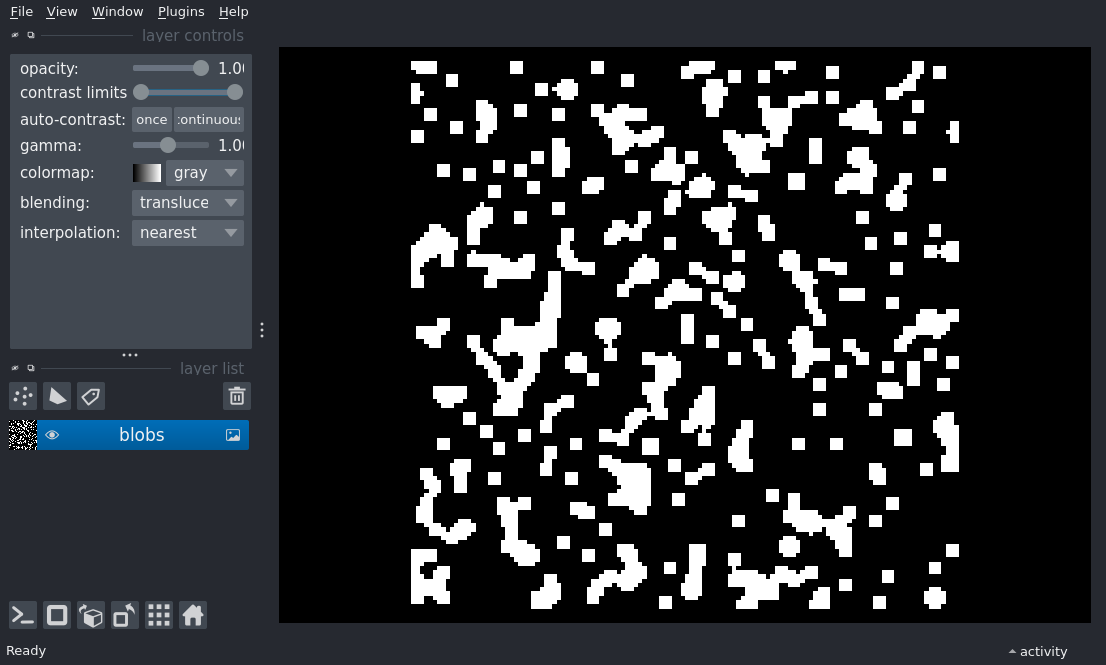 File View Window Plugins Help
layer controls
opacity: 1.00
contrast limits
auto-contrast: once continuous
gamma: 1.00
colormap: gray
blending: transluce
interpolation: nearest
layer list
blobs
Ready
activity